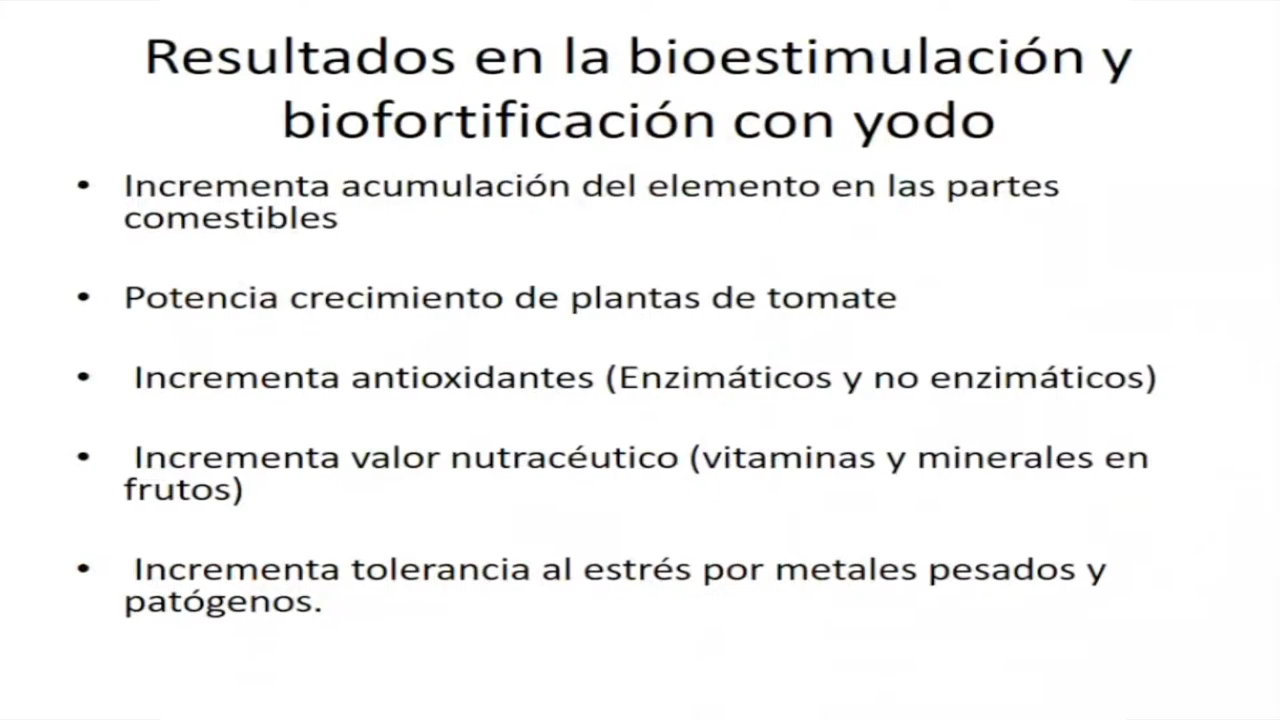 Resultados en la bioestimulación y
biofortificación con yodo
• Incrementa acumulación del elemento en las partes
comestibles
• Potencia crecimiento de plantas de tomate
• Incrementa antioxidantes (Enzimáticos y no enzimáticos)
• Incrementa valor nutracéutico (vitaminas y minerales en
frutos)
• Incrementa tolerancia al estrés por metales pesados y
patógenos.